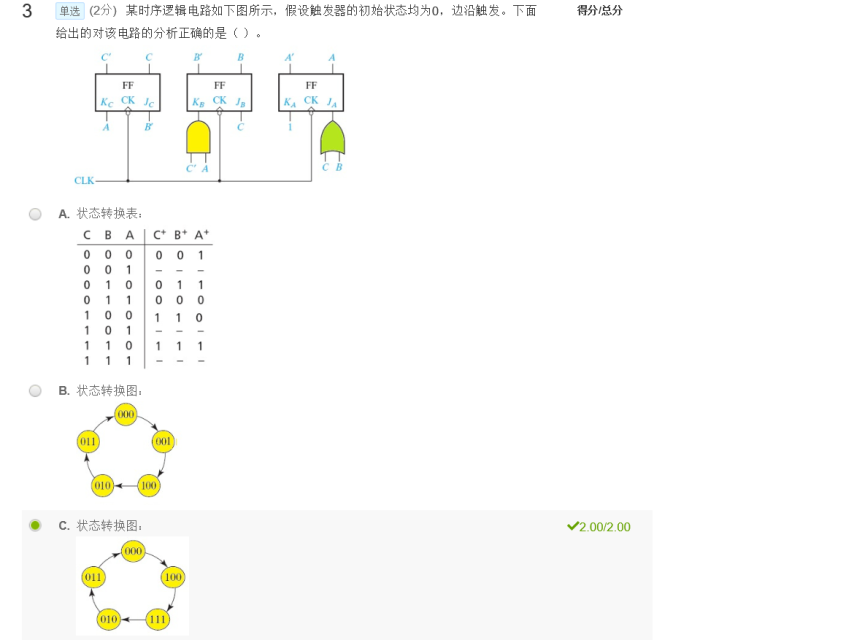 3 单选 (2分) 某时序逻辑电路如下图所示，假设触发器的初始状态均为0，边沿触发。下面 得分/总分
给出的对该电路的分析正确的是（ ）。
C' C B' B A' A
FF FF FF
KC CK JC KB CK JB KA CK JA
A B' C 1
C' A C B
CLK
A. 状态转换表：
C B A C+ B+ A+
0 0 0 0 0 1
0 0 1 – – –
0 1 0 0 1 1
0 1 1 0 0 0
1 0 0 1 1 0
1 0 1 – – –
1 1 0 1 1 1
1 1 1 – – –
B. 状态转换图：
000
011 001
010 100
C. 状态转换图： 2.00/2.00
000
011 100
010 111